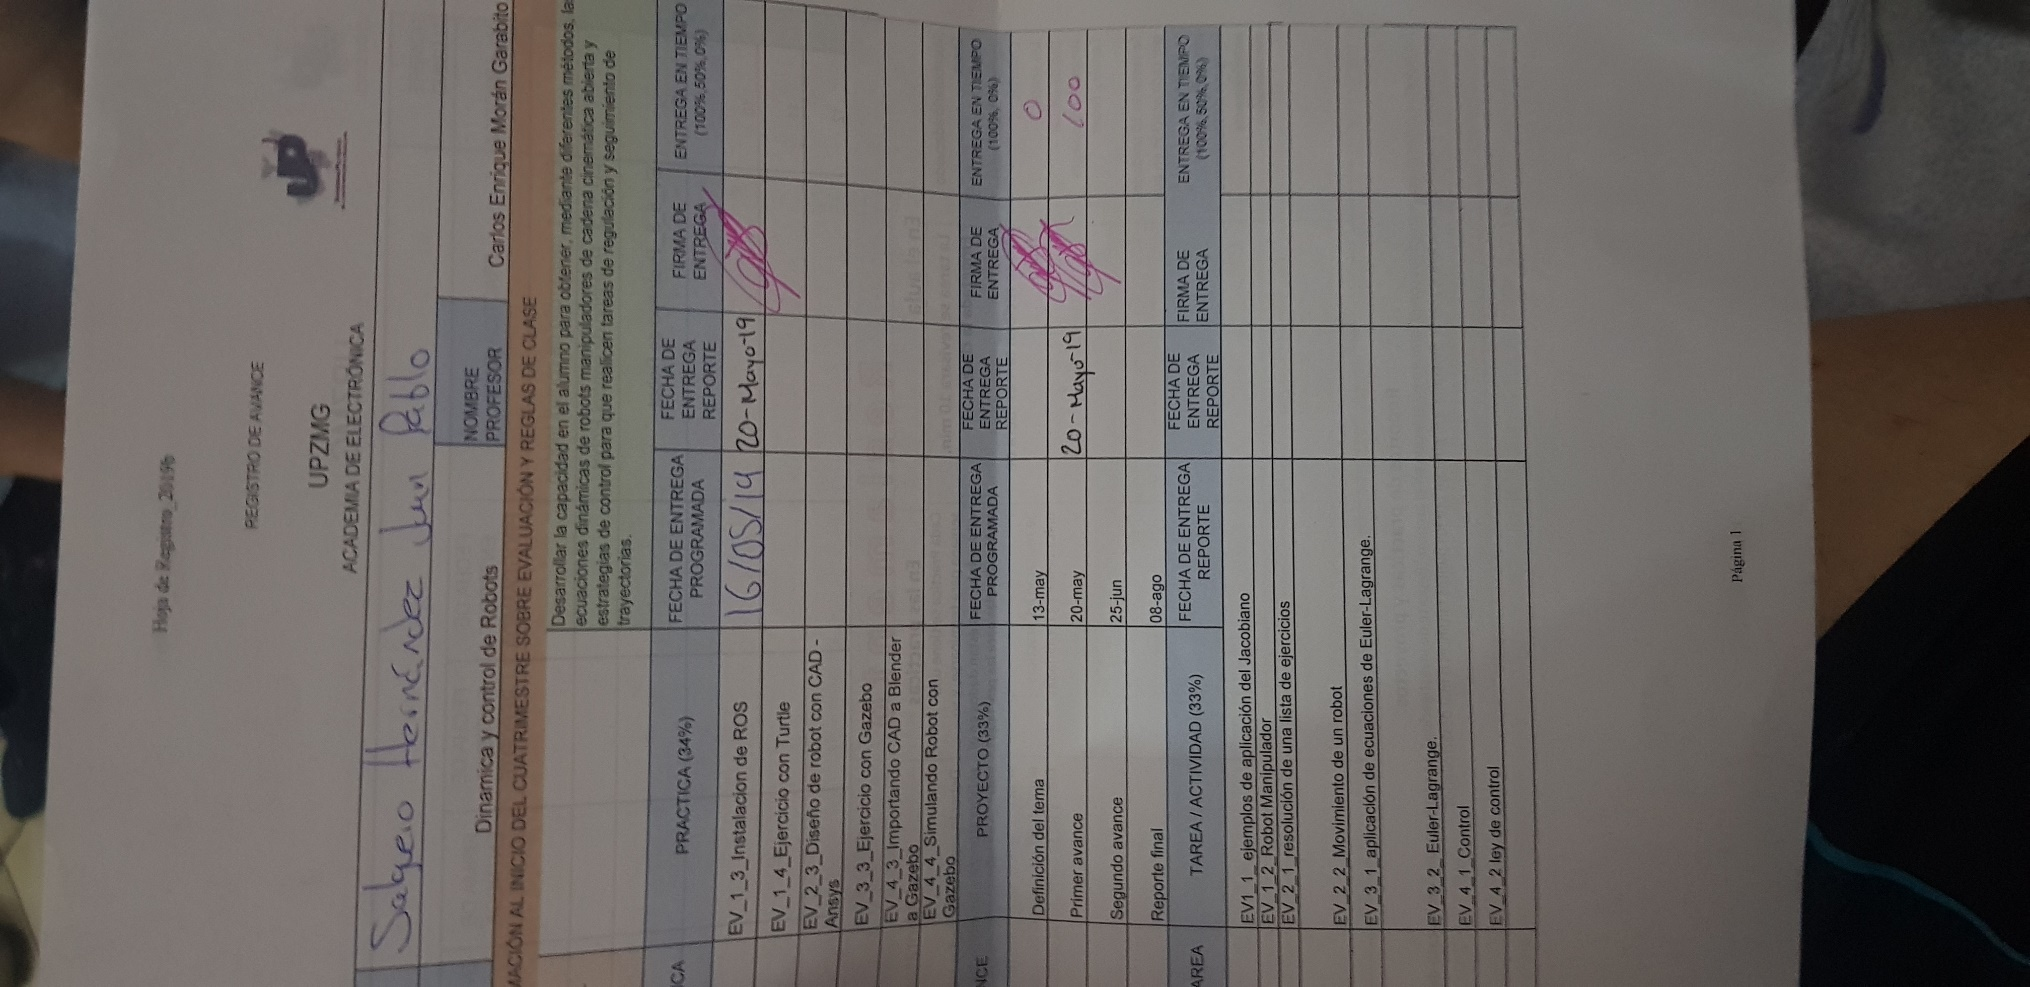 Hoja de Registro_20196
REGISTRO DE AVANCE
UPZMG
ACADEMIA DE ELECTRÓNICA
Salgero Hernández Juan Pablo
Dinamica y control de Robots NOMBRE PROFESOR Carlos Enrique Morán Garabito
MACIÓN AL INICIO DEL CUATRIMESTRE SOBRE EVALUACIÓN Y REGLAS DE CLASE
Desarrollar la capacidad en el alumno para obtener, mediante diferentes métodos, las
ecuaciones dinámicas de robots manipuladores de cadena cinemática abierta y
estrategias de control para que realicen tareas de regulación y seguimiento de
trayectorias.
CA PRACTICA (34%) FECHA DE ENTREGA PROGRAMADA FECHA DE ENTREGA REPORTE FIRMA DE ENTREGA ENTREGA EN TIEMPO (100%,50%,0%)
EV_1_3_Instalacion de ROS 16/05/19 20-Mayo-19
EV_1_4_Ejercicio con Turtle
EV_2_3_Diseño de robot con CAD -
Ansys
EV_3_3_Ejercicio con Gazebo
EV_4_3_Importando CAD a Blender
a Gazebo
EV_4_4_Simulando Robot con
Gazebo
NCE PROYECTO (33%) FECHA DE ENTREGA PROGRAMADA FECHA DE ENTREGA REPORTE FIRMA DE ENTREGA ENTREGA EN TIEMPO (100%, 0%)
Definición del tema 13-may 0
Primer avance 20-may 20-Mayo-19 100
Segundo avance 25-jun
Reporte final 08-ago
AREA TAREA / ACTIVIDAD (33%) FECHA DE ENTREGA REPORTE FECHA DE ENTREGA REPORTE FIRMA DE ENTREGA ENTREGA EN TIEMPO (100%,50%,0%)
EV1_1_ ejemplos de aplicación del Jacobiano
EV_1_2_Robot Manipulador
EV_2_1_resolución de una lista de ejercicios
EV_2_2_Movimiento de un robot
EV_3_1_aplicación de ecuaciones de Euler-Lagrange.
EV_3_2_ Euler-Lagrange.
EV_4_1_Control
EV_4_2 ley de control
Página 1